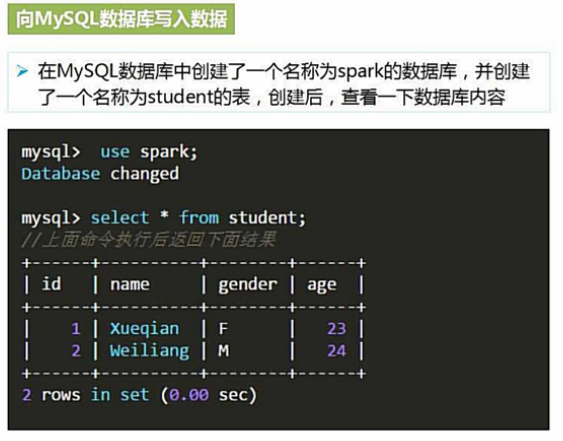 向MySQL数据库写入数据
➢ 在MySQL数据库中创建了一个名称为spark的数据库，并创建
了一个名称为student的表，创建后，查看一下数据库内容
mysql>  use spark;
Database changed
mysql> select * from student;
//上面命令执行后返回下面结果
+------+----------+--------+------+
| id   | name     | gender | age  |
+------+----------+--------+------+
|    1 | Xueqian  | F      |   23 |
|    2 | Weiliang | M      |   24 |
+------+----------+--------+------+
2 rows in set (0.00 sec)